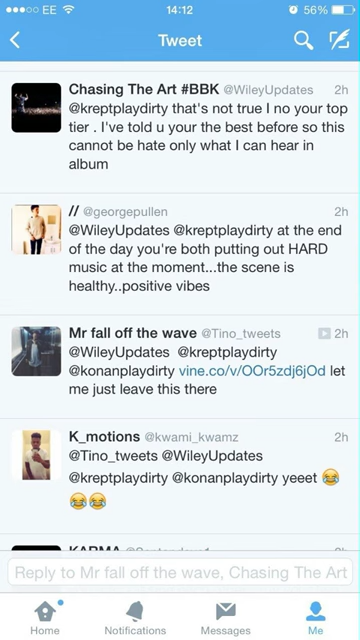 EE 14:12 56%
Tweet
Chasing The Art #BBK @WileyUpdates 2h
@kreptplaydirty that's not true I no your top
tier . I've told u your the best before so this
cannot be hate only what I can hear in
album
// @georgepullen 2h
@WileyUpdates @kreptplaydirty at the end
of the day you're both putting out HARD
music at the moment...the scene is
healthy..positive vibes
Mr fall off the wave @Tino_tweets 2h
@WileyUpdates @kreptplaydirty
@konanplaydirty vine.co/v/OOr5zdj6jOd let
me just leave this there
K_motions @kwami_kwamz 2h
@Tino_tweets @WileyUpdates
@kreptplaydirty @konanplaydirty yeeet 😂
😂😂
KARMA
Reply to Mr fall off the wave, Chasing The Art
Home Notifications Messages Me